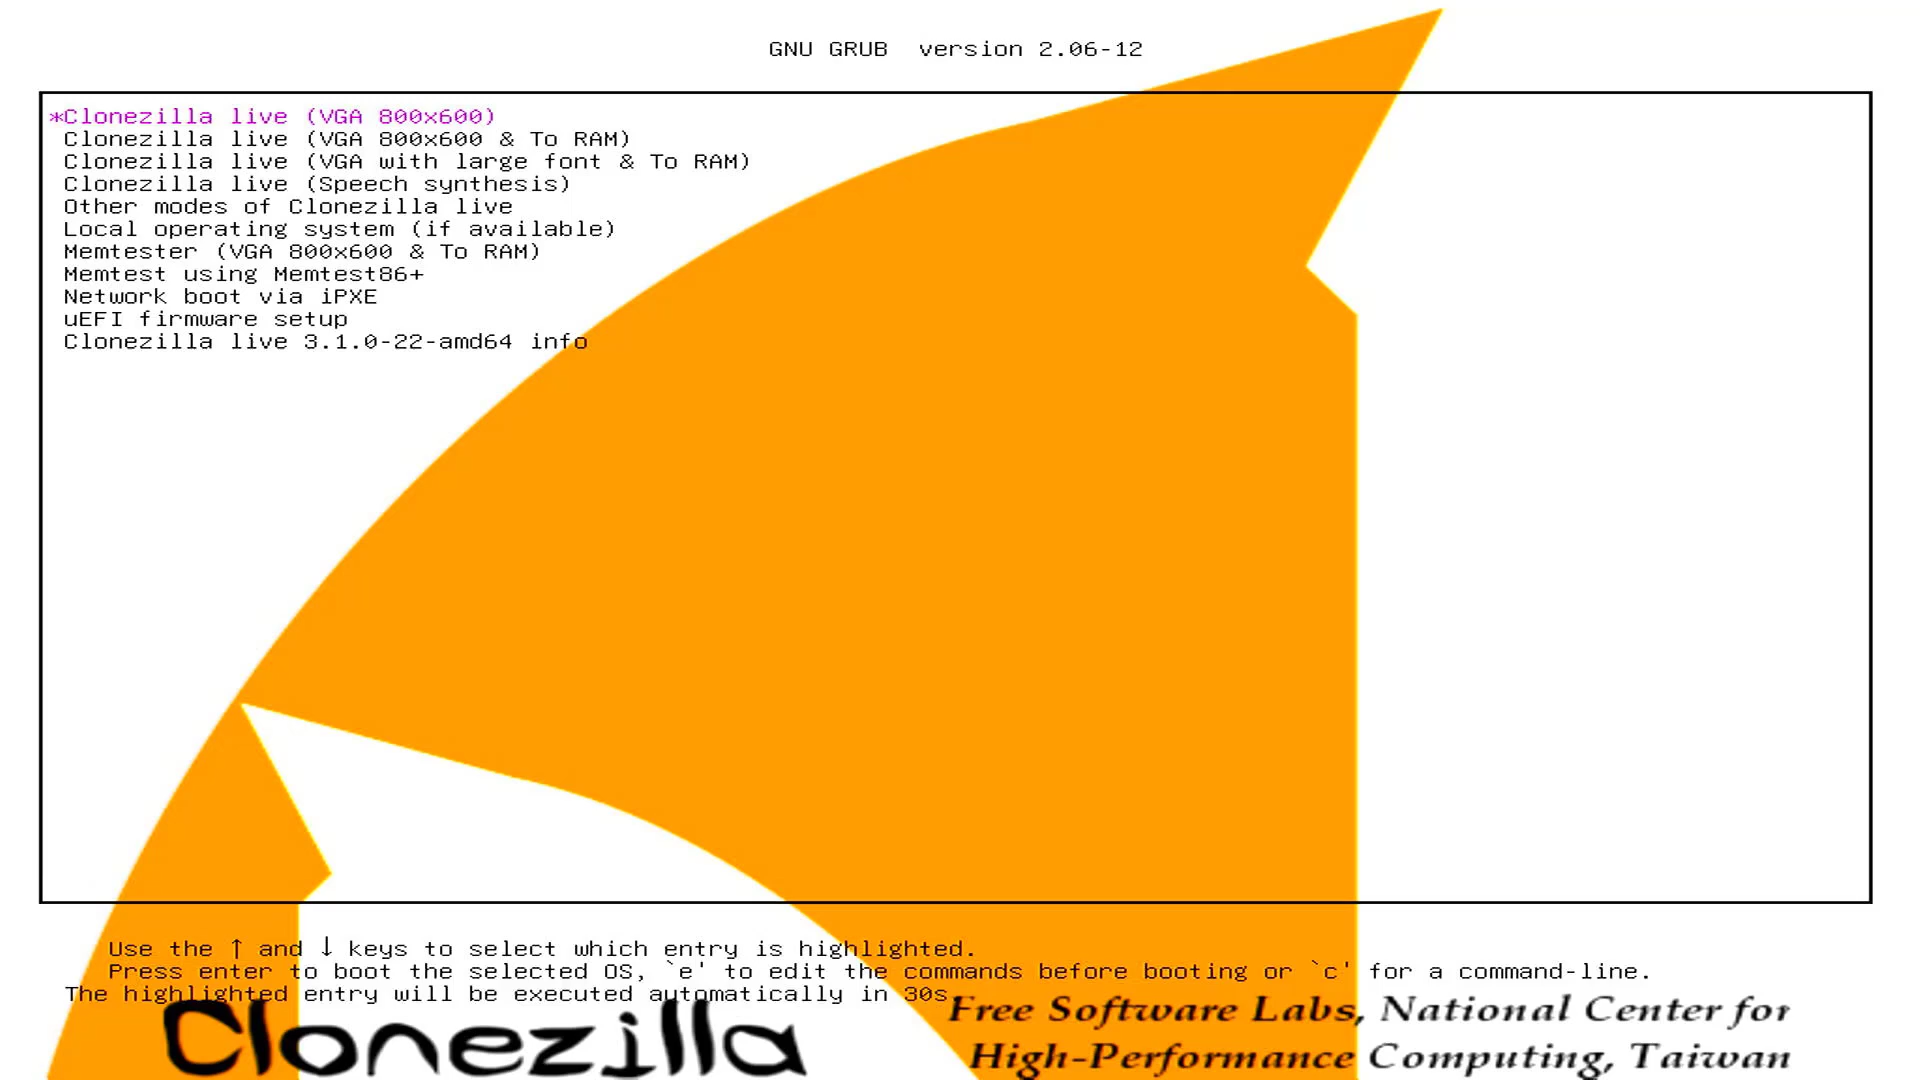 GNU GRUB  version 2.06-12
*Clonezilla live (VGA 800x600)
Clonezilla live (VGA 800x600 & To RAM)
Clonezilla live (VGA with large font & To RAM)
Clonezilla live (Speech synthesis)
Other modes of Clonezilla live
Local operating system (if available)
Memtester (VGA 800x600 & To RAM)
Memtest using Memtest86+
Network boot via iPXE
uEFI firmware setup
Clonezilla live 3.1.0-22-amd64 info
Use the ↑ and ↓ keys to select which entry is highlighted.
Press enter to boot the selected OS, `e' to edit the commands before booting or `c' for a command-line.
The highlighted entry will be executed automatically in 30s.
Clonezilla
Free Software Labs, National Center for
High-Performance Computing, Taiwan